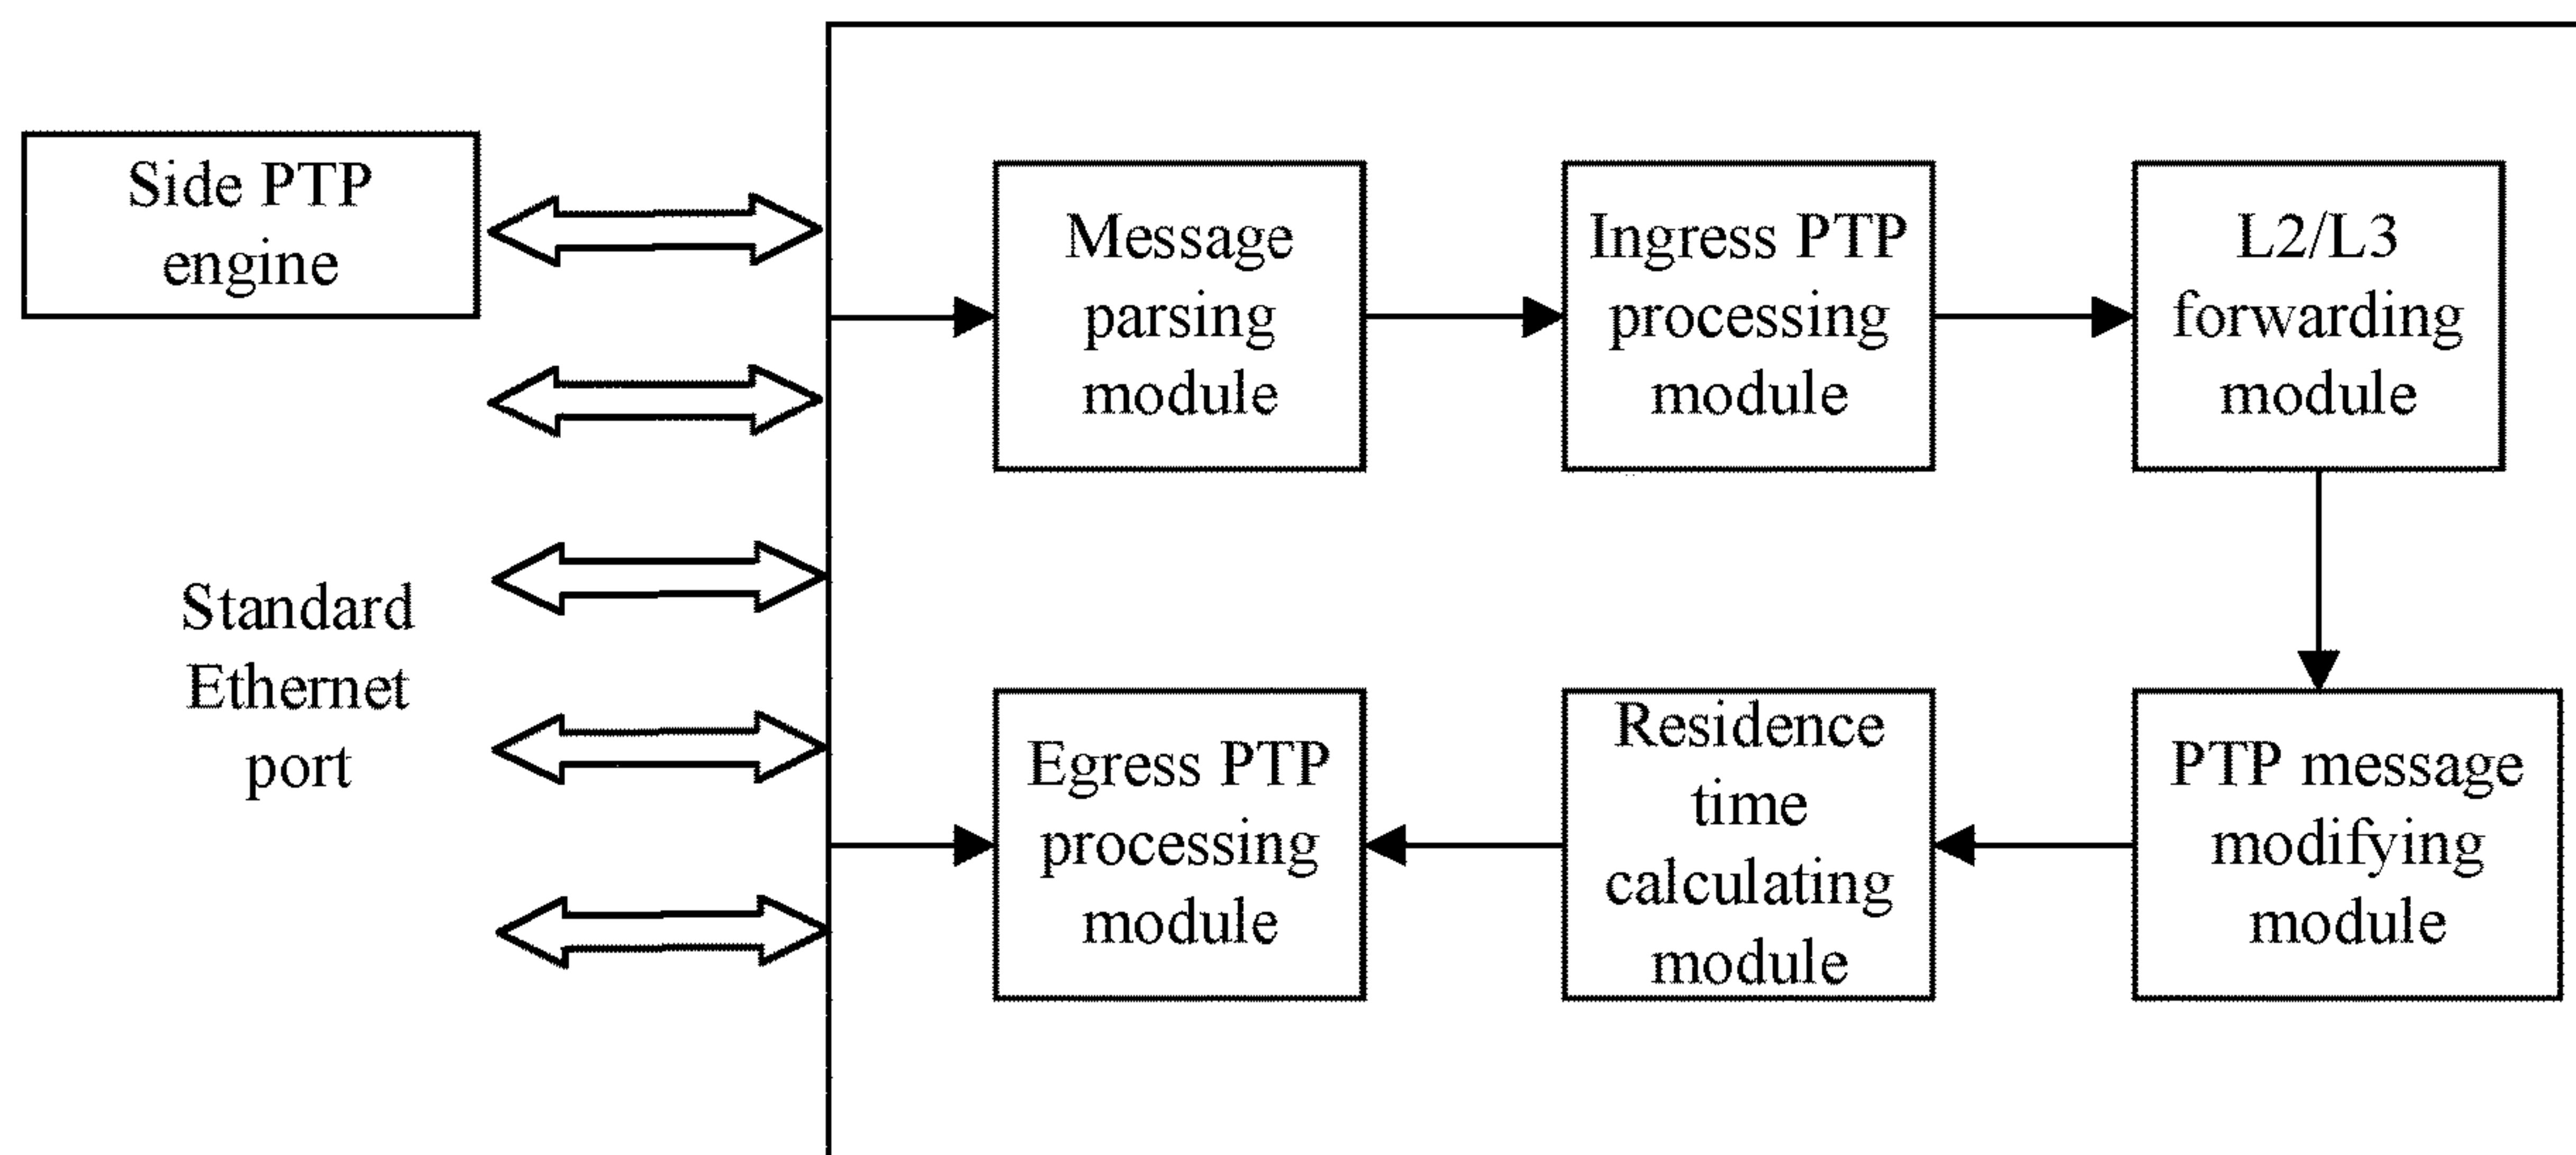 Side PTP
engine
Message
parsing
module
Ingress PTP
processing
module
L2/L3
forwarding
module
Standard
Ethernet
port
Egress PTP
processing
module
Residence
time
calculating
module
PTP message
modifying
module